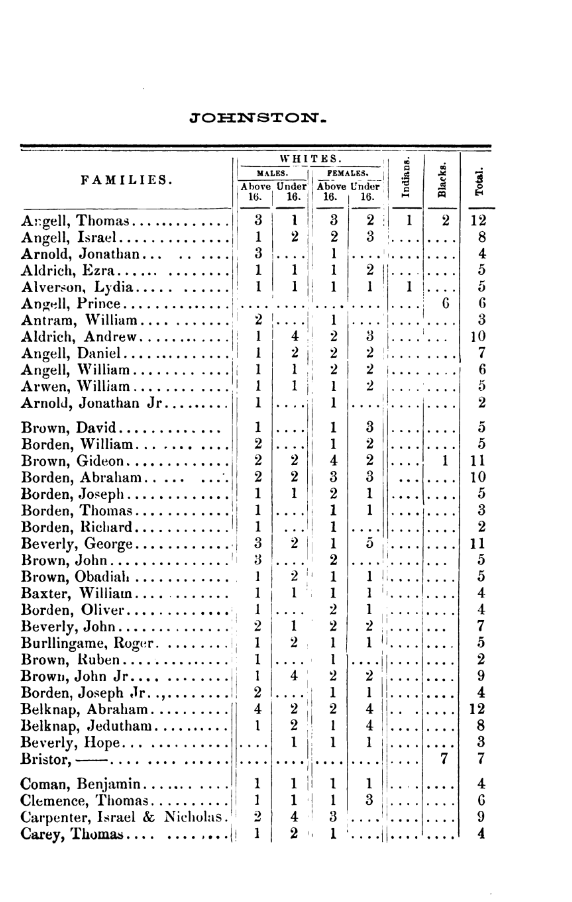 JOHNSTON.
FAMILIES. WHITES. Indians. Blacks. Total.
MALES. FEMALES.
Above 16. Under 16. Above 16. Under 16.
Angell, Thomas............. 3 1 3 2 1 2 12
Angell, Israel.............. 1 2 2 3 .... .... 8
Arnold, Jonathan... .. .... 3 .... 1 .... .... .... 4
Aldrich, Ezra...... ........ 1 1 1 2 .... .... 5
Alverson, Lydia..... ...... 1 1 1 1 1 .... 5
Angell, Prince.............. .... .... .... .... .... 6 6
Antram, William........... 2 .... 1 .... .... .... 3
Aldrich, Andrew............ 1 4 2 3 .... ... 10
Angell, Daniel.............. 1 2 2 2 .... .... 7
Angell, William............ 1 1 2 2 .... .... 6
Arwen, William............ 1 1 1 2 .... .... 5
Arnold, Jonathan Jr......... 1 .... 1 .... .... .... 2
Brown, David............. 1 .... 1 3 .... .... 5
Borden, William............ 2 .... 1 2 .... .... 5
Brown, Gideon............. 2 2 4 2 .... 1 11
Borden, Abraham..... .... 2 2 3 3 ... .... 10
Borden, Joseph............. 1 1 2 1 .... .... 5
Borden, Thomas............ 1 .... 1 1 .... .... 3
Borden, Richard............ 1 ... 1 .... .... .... 2
Beverly, George............ 3 2 1 5 .... .... 11
Brown, John............... 3 .... 2 .... .... ... 5
Brown, Obadiah............ 1 2 1 1 .... .... 5
Baxter, William............ 1 1 1 1 .... .... 4
Borden, Oliver............. 1 .... 2 1 .... .... 4
Beverly, John.............. 2 1 2 2 .... ... 7
Burllingame, Roger......... 1 2 1 1 .... .... 5
Brown, Ruben............. 1 .... 1 .... .... .... 2
Brown, John Jr.... ........ 1 4 2 2 .... .... 9
Borden, Joseph Jr..,........ 2 .... 1 1 .... .... 4
Belknap, Abraham.......... 4 2 2 4 .. . .... 12
Belknap, Jedutham.......... 1 2 1 4 .... .... 8
Beverly, Hope... .......... .... 1 1 1 .... .... 3
Bristor, —.... .... ....... .... .... .... .... .... 7 7
Coman, Benjamin........... 1 1 1 1 .... .... 4
Clemence, Thomas.......... 1 1 1 3 .... .... 6
Carpenter, Israel & Nicholas. 2 4 3 .... .... .... 9
Carey, Thomas.... ........ 1 2 1 .... .... .... 4